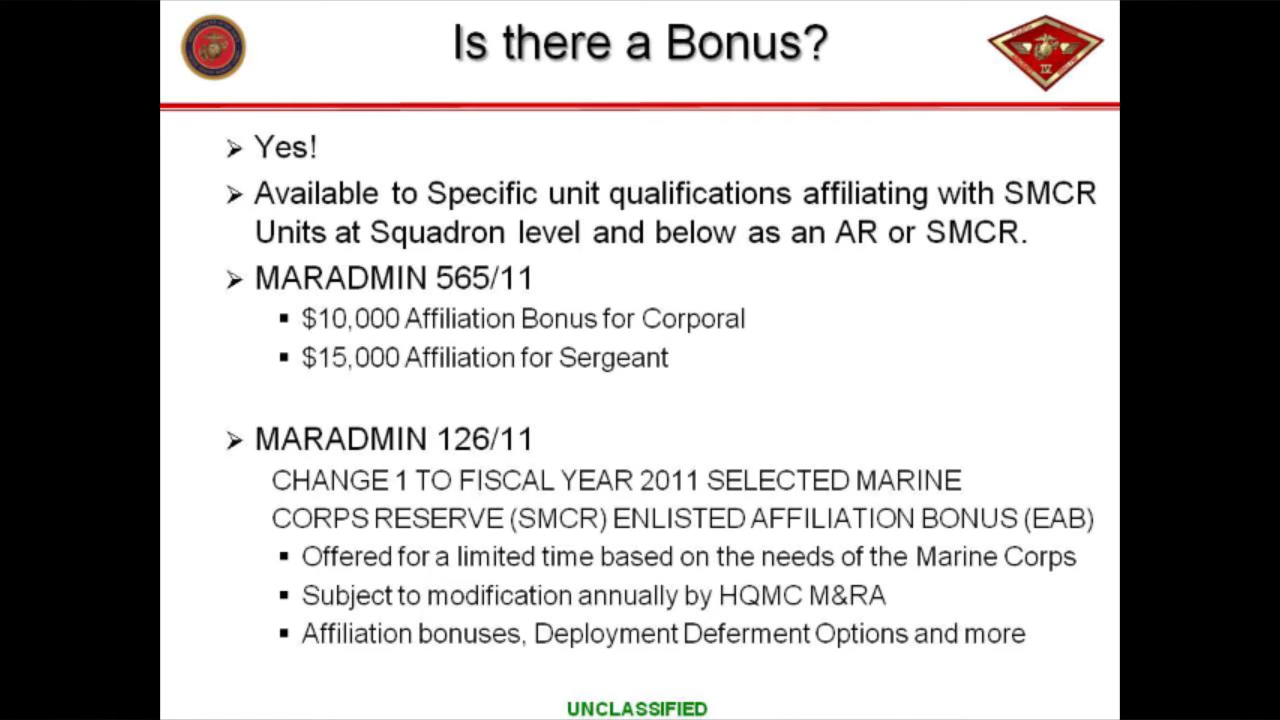 Is there a Bonus?
Yes!
Available to Specific unit qualifications affiliating with SMCR
Units at Squadron level and below as an AR or SMCR.
MARADMIN 565/11
$10,000 Affiliation Bonus for Corporal
$15,000 Affiliation for Sergeant
MARADMIN 126/11
CHANGE 1 TO FISCAL YEAR 2011 SELECTED MARINE
CORPS RESERVE (SMCR) ENLISTED AFFILIATION BONUS (EAB)
Offered for a limited time based on the needs of the Marine Corps
Subject to modification annually by HQMC M&RA
Affiliation bonuses, Deployment Deferment Options and more
UNCLASSIFIED